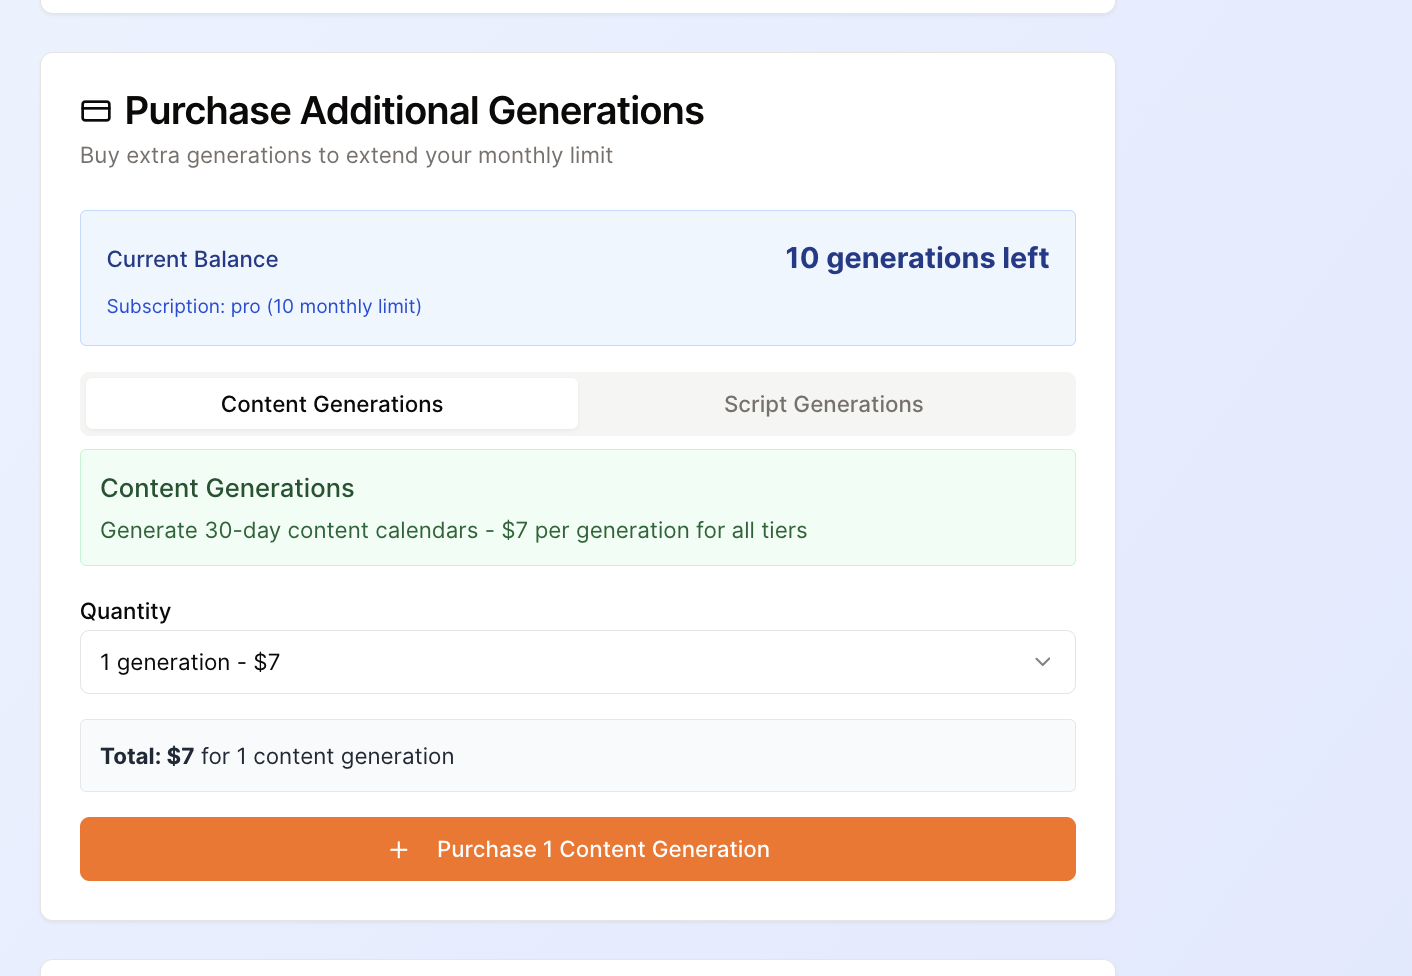 Purchase Additional Generations
Buy extra generations to extend your monthly limit
Current Balance
10 generations left
Subscription: pro (10 monthly limit)
Content Generations
Script Generations
Content Generations
Generate 30-day content calendars - $7 per generation for all tiers
Quantity
1 generation - $7
Total: $7 for 1 content generation
Purchase 1 Content Generation